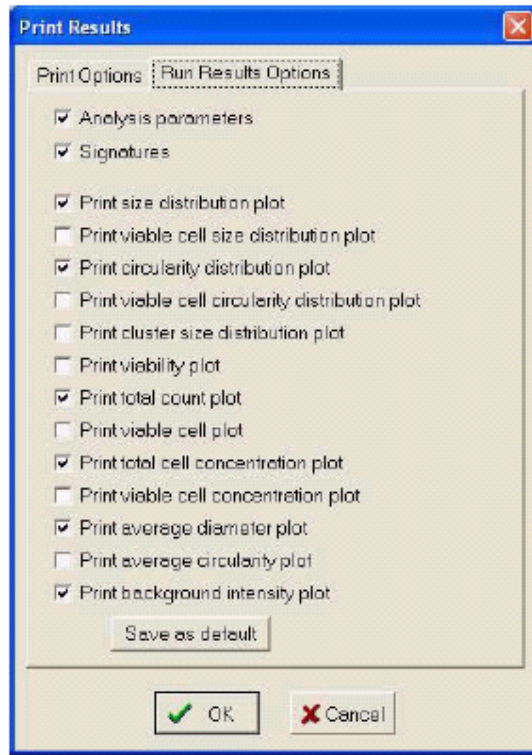 Print Results
Print Options Run Results Options
Analysis parameters
Signatures
Print size distribution plot
Print viable cell size distribution plot
Print circularity distribution plot
Print viable cell circularity distribution plot
Print cluster size distribution plot
Print viability plot
Print total count plot
Print viable cell plot
Print total cell concentration plot
Print viable cell concentration plot
Print average diameter plot
Print average circularity plot
Print background intensity plot
Save as default
OK Cancel